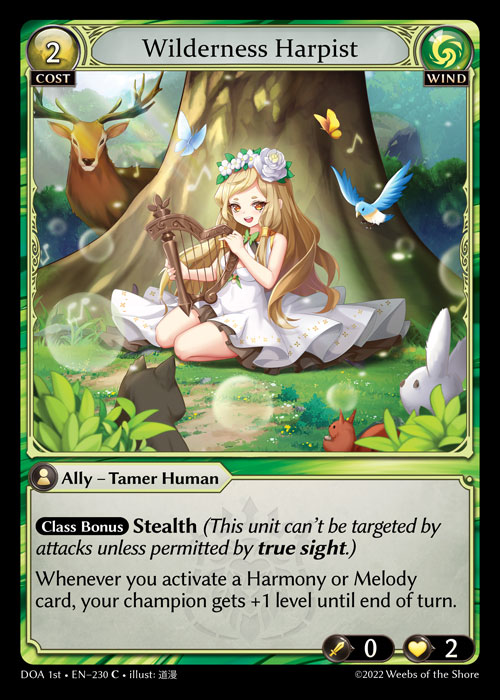 2
COST
Wilderness Harpist
WIND
Ally – Tamer Human
Class Bonus Stealth (This unit can't be targeted by
attacks unless permitted by true sight.)
Whenever you activate a Harmony or Melody
card, your champion gets +1 level until end of turn.
0
2
DOA 1st • EN–230 C • illust: 道漫
©2022 Weebs of the Shore